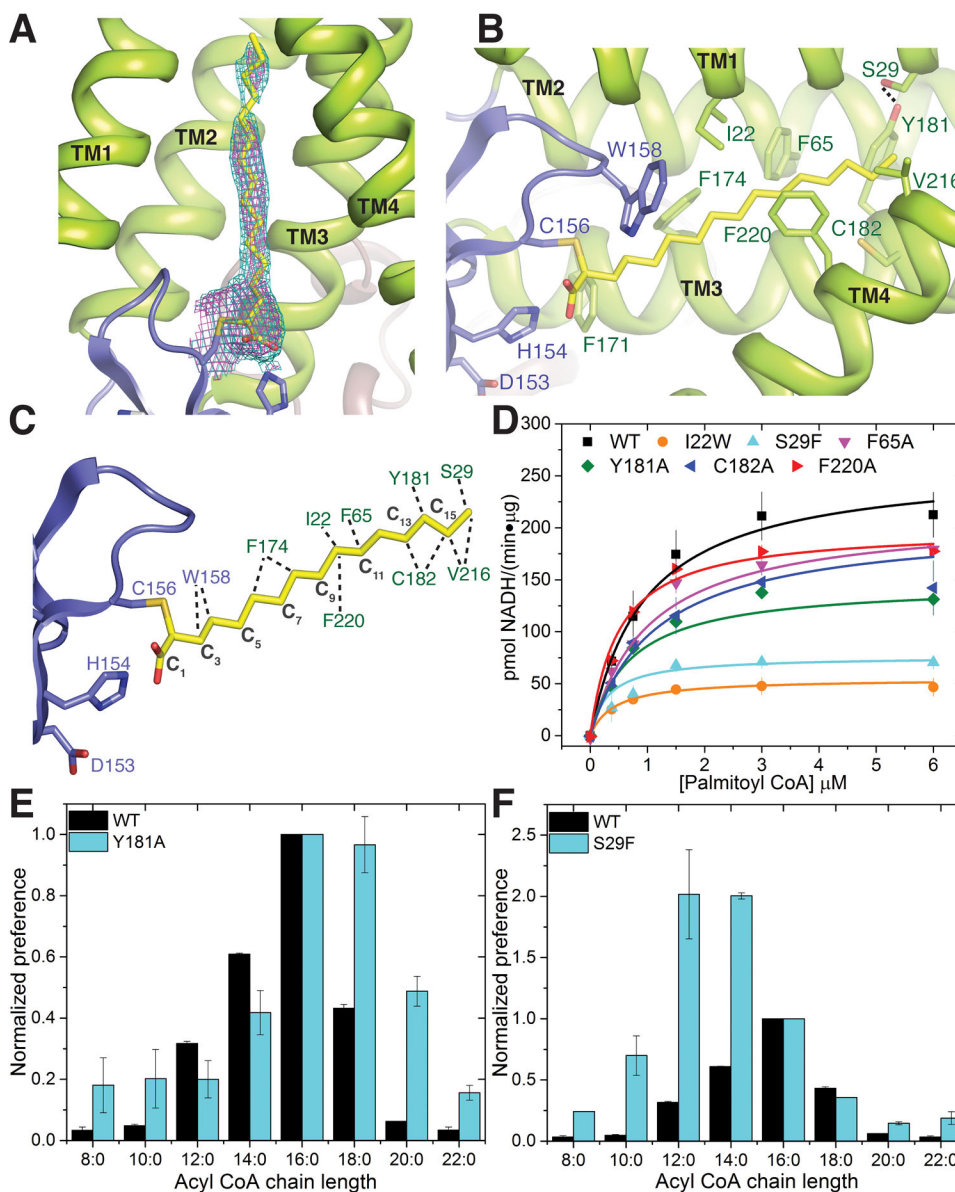 A
TM1
TM2
TM4
TM3
B
TM2
TM1
S29
Y181
I22
F65
W158
F174
V216
C156
F220
C182
TM3
TM4
F171
H154
D153
C
Y181
S29
I22
F65
C13
C15
F174
C11
C182
V216
C156
W158
C9
F220
C7
C5
C3
C1
H154
D153
D
WT I22W S29F F65A
Y181A C182A F220A
pmol NADH/(min•µg)
300
250
200
150
100
50
0
0 1 2 3 4 5 6
[Palmitoyl CoA] µM
E
WT
Y181A
Normalized preference
1.0
0.8
0.6
0.4
0.2
0.0
8:0 10:0 12:0 14:0 16:0 18:0 20:0 22:0
Acyl CoA chain length
F
WT
S29F
Normalized preference
2.5
2.0
1.5
1.0
0.5
0.0
8:0 10:0 12:0 14:0 16:0 18:0 20:0 22:0
Acyl CoA chain length